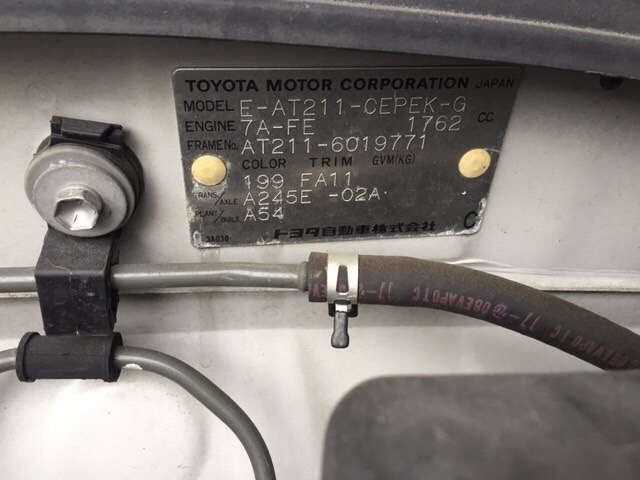 TOYOTA MOTOR CORPORATION JAPAN
MODEL E-AT211-CEPEK-G
ENGINE 7A-FE 1762 CC
FRAME No. AT211-6019771
COLOR TRIM GVM(KG)
199 FA11
TRANS/AXLE A245E -02A
PLANT/BUILT A54
トヨタ自動車株式会社 C